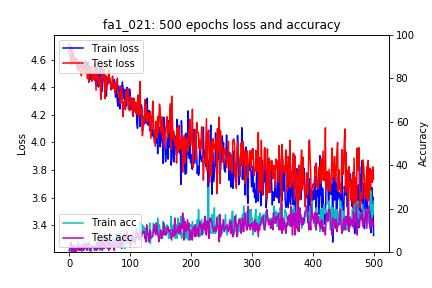 fa1_021: 500 epochs loss and accuracy
Train loss
Test loss
Train acc
Test acc
Loss
Accuracy
4.6
4.4
4.2
4.0
3.8
3.6
3.4
100
80
60
40
20
0
0
100
200
300
400
500